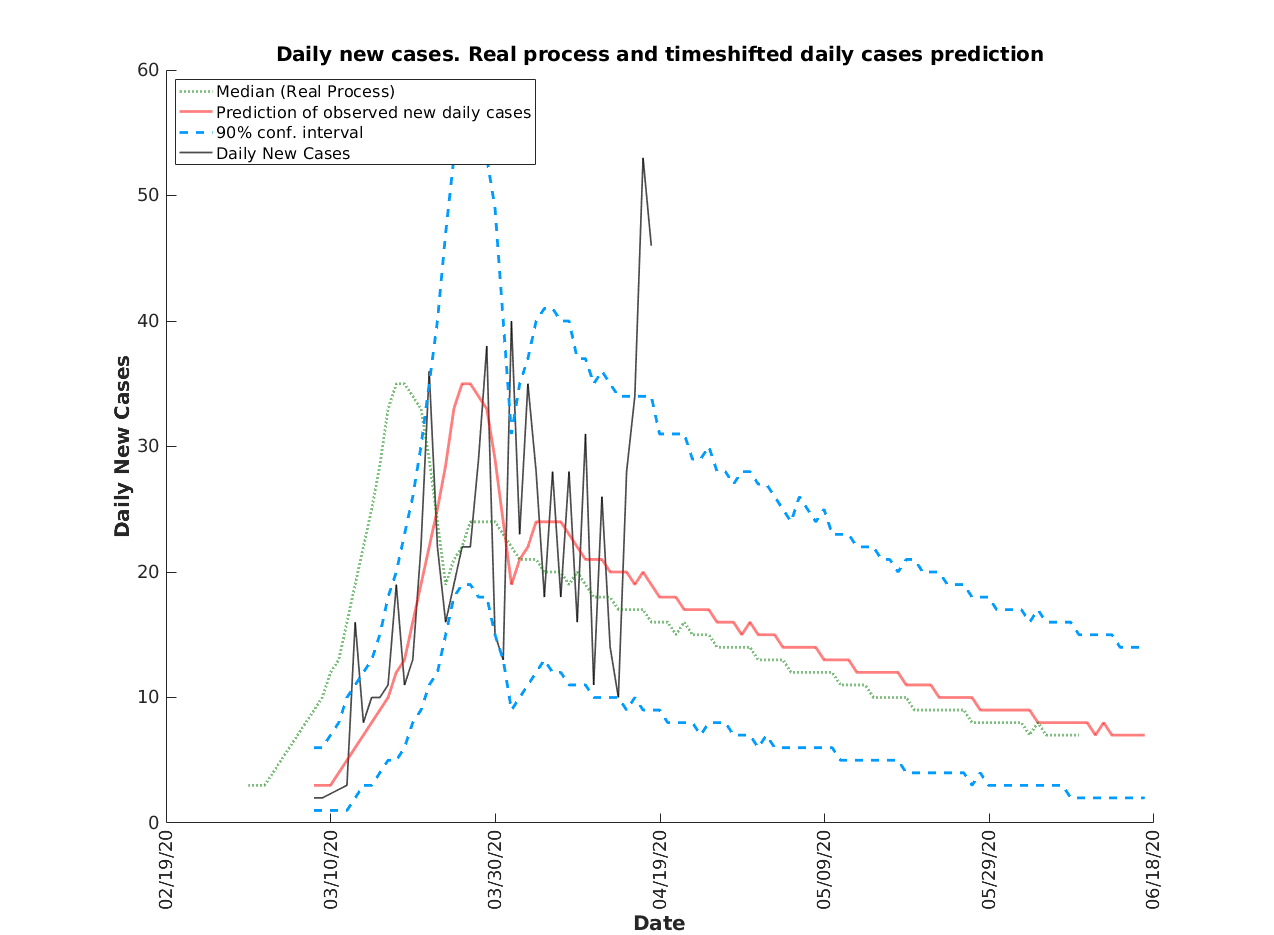 Daily new cases. Real process and timeshifted daily cases prediction
60
50
40
30
20
10
0
Median (Real Process)
Prediction of observed new daily cases
90% conf. interval
Daily New Cases
Daily New Cases
02/19/20
03/10/20
03/30/20
04/19/20
05/09/20
05/29/20
06/18/20
Date